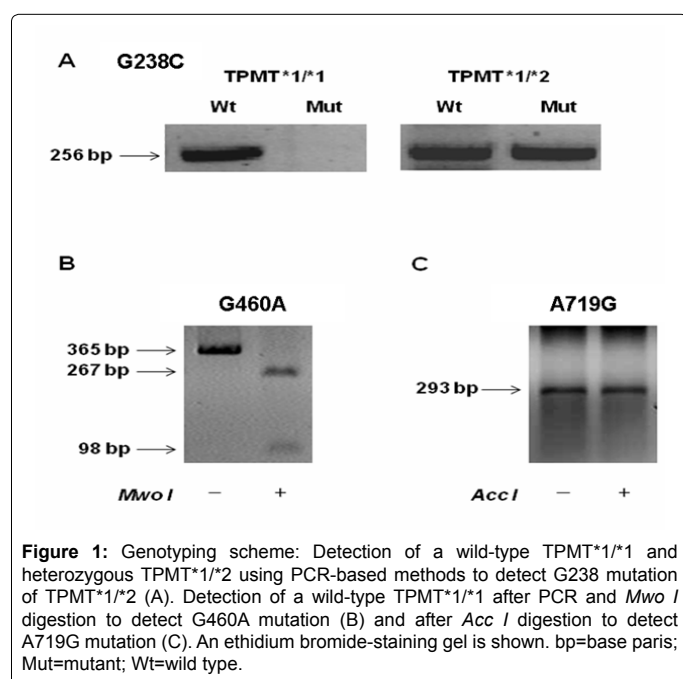 A G238C
TPMT*1/*1 TPMT*1/*2
Wt Mut Wt Mut
256 bp
B C
G460A A719G
365 bp
267 bp
293 bp
98 bp
Mwo I − + Acc I − +
Figure 1: Genotyping scheme: Detection of a wild-type TPMT*1/*1 and
heterozygous TPMT*1/*2 using PCR-based methods to detect G238 mutation
of TPMT*1/*2 (A). Detection of a wild-type TPMT*1/*1 after PCR and Mwo I
digestion to detect G460A mutation (B) and after Acc I digestion to detect
A719G mutation (C). An ethidium bromide-staining gel is shown. bp=base paris;
Mut=mutant; Wt=wild type.